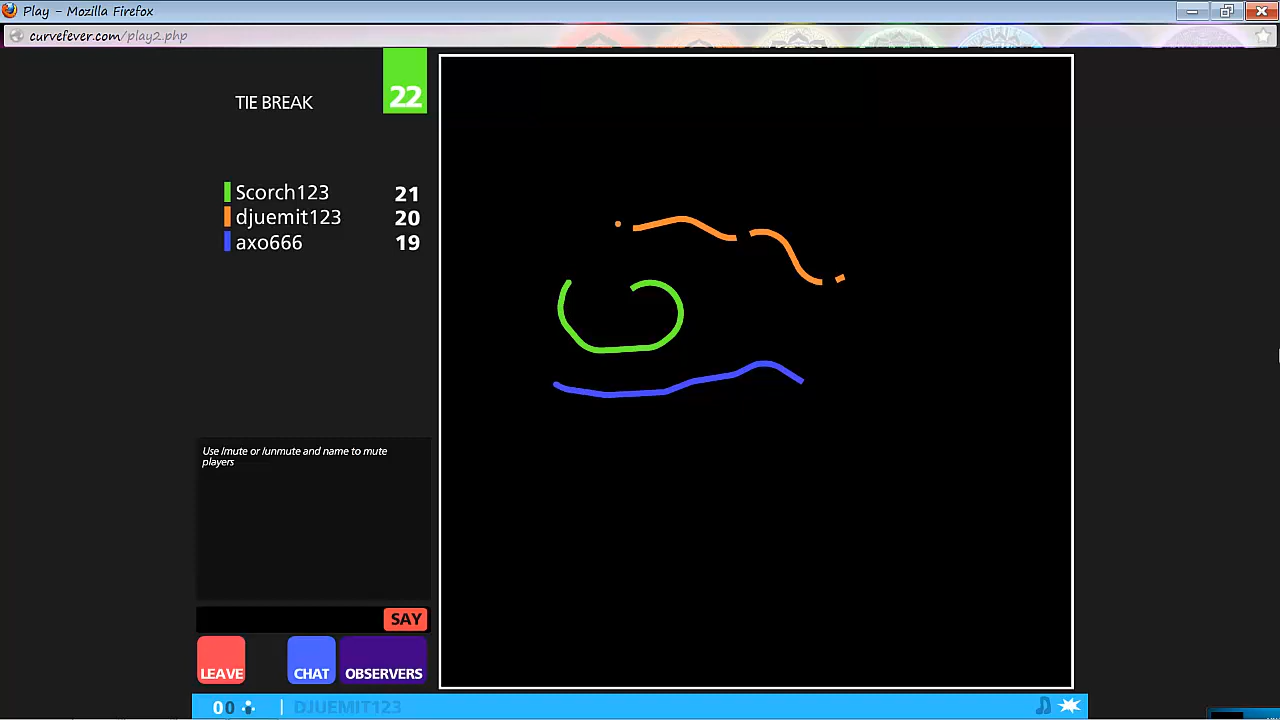 Play - Mozilla Firefox
curvefever.com/play2.php
TIE BREAK
22
Scorch123 21
djuemit123 20
axo666 19
Use /mute or /unmute and name to mute
players
SAY
LEAVE
CHAT
OBSERVERS
00 | DJUEMIT123